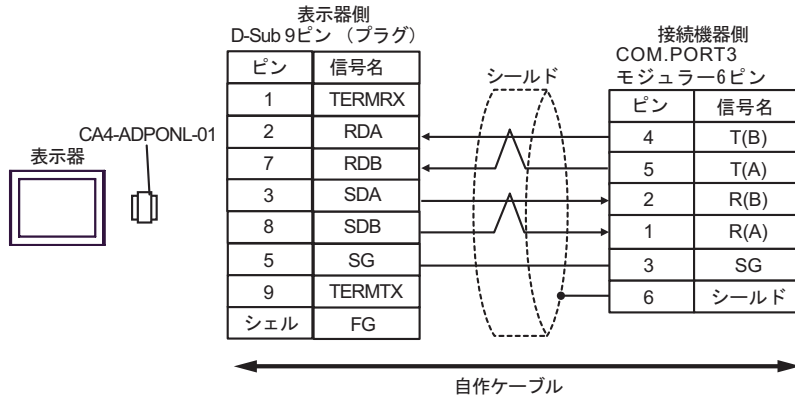 表示器側
D-Sub 9ピン （プラグ）
ピン 信号名
1 TERMRX
2 RDA
7 RDB
3 SDA
8 SDB
5 SG
9 TERMTX
シェル FG
CA4-ADPONL-01
表示器
シールド
接続機器側
COM.PORT3
モジュラー6ピン
ピン 信号名
4 T(B)
5 T(A)
2 R(B)
1 R(A)
3 SG
6 シールド
自作ケーブル